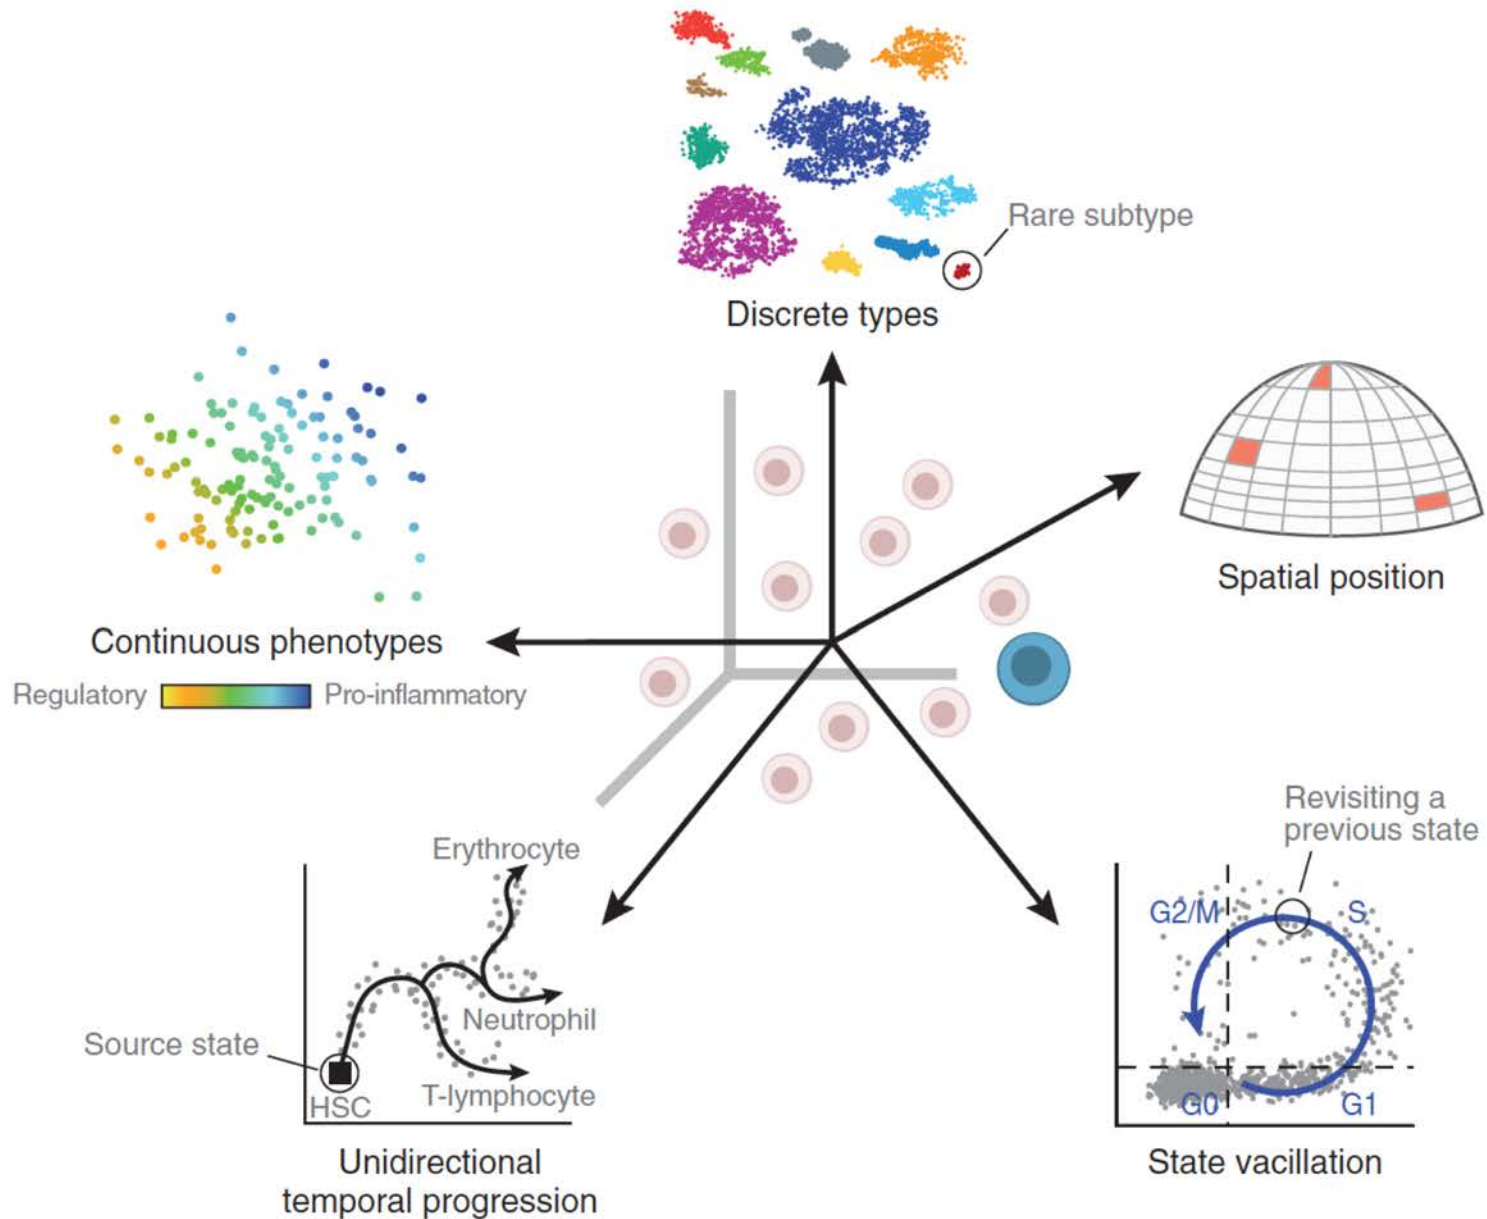 Rare subtype
Discrete types
Spatial position
Continuous phenotypes
Regulatory
Pro-inflammatory
Revisiting a
previous state
G2/M
S
G0
G1
State vacillation
Erythrocyte
Neutrophil
T-lymphocyte
Source state
HSC
Unidirectional
temporal progression